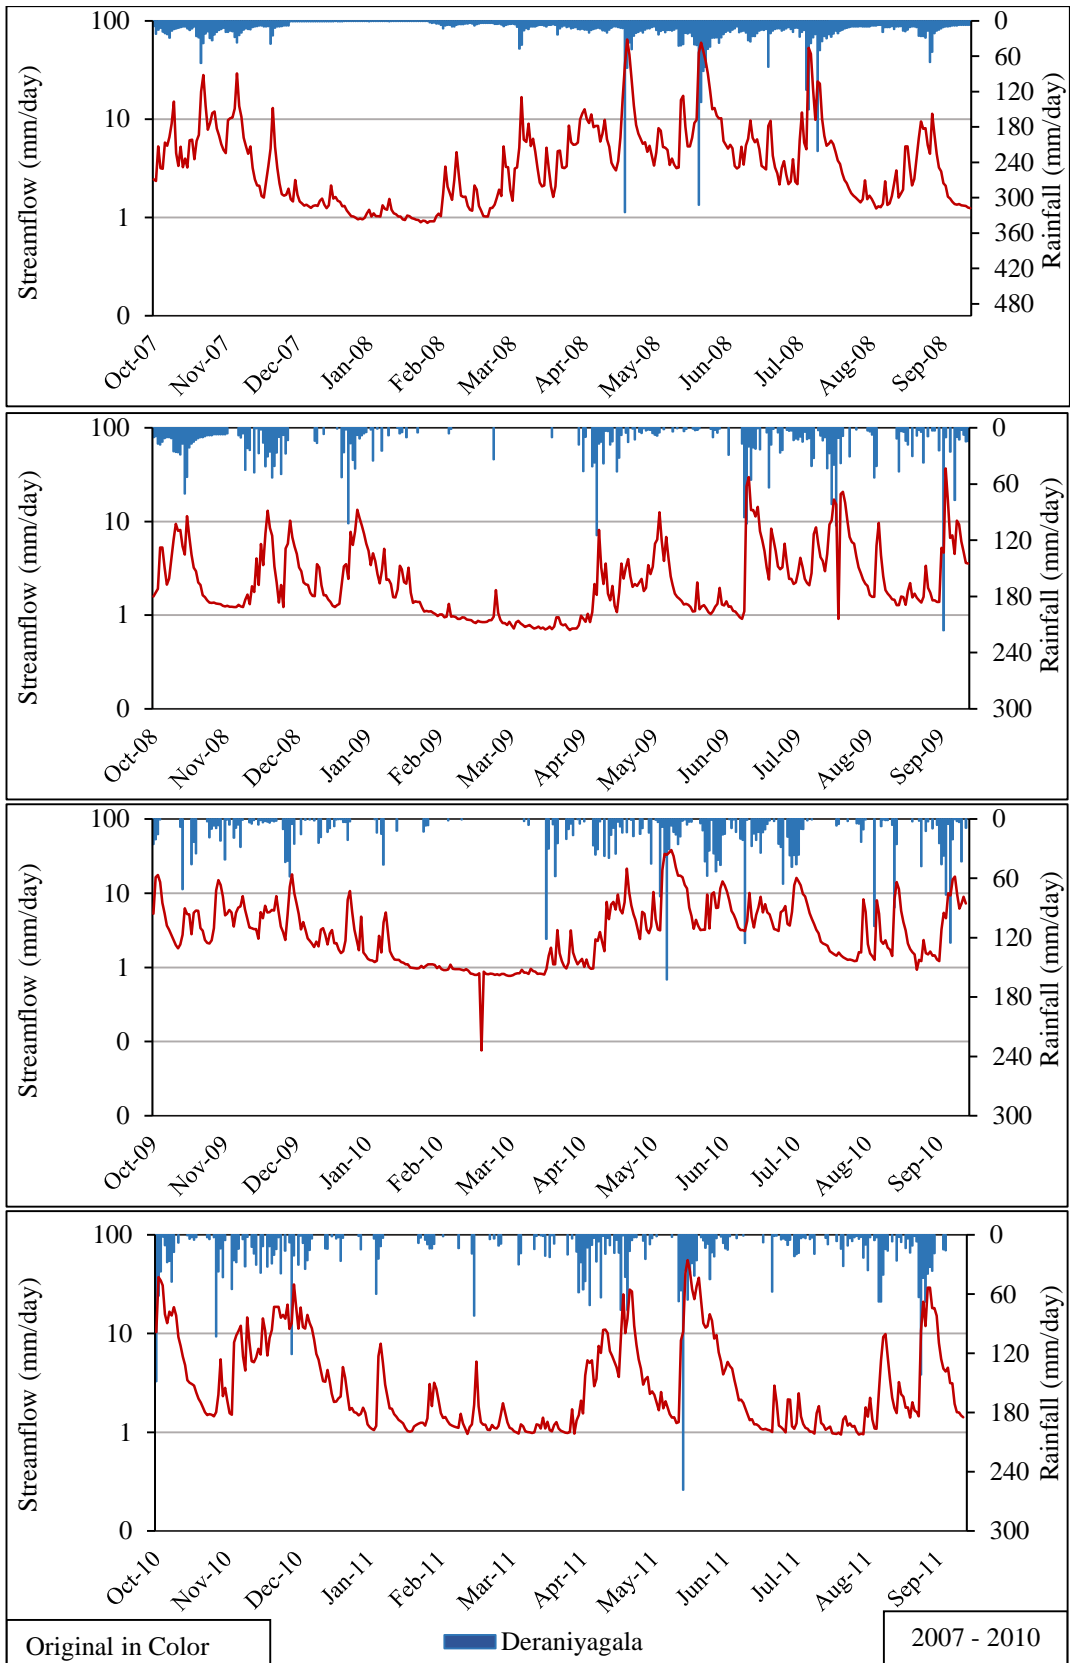 Streamflow (mm/day)
100
10
1
0
0
60
120
180
240
300
360
420
480
Rainfall (mm/day)
Oct-07
Nov-07
Dec-07
Jan-08
Feb-08
Mar-08
Apr-08
May-08
Jun-08
Jul-08
Aug-08
Sep-08
Streamflow (mm/day)
100
10
1
0
0
60
120
180
240
300
Rainfall (mm/day)
Oct-08
Nov-08
Dec-08
Jan-09
Feb-09
Mar-09
Apr-09
May-09
Jun-09
Jul-09
Aug-09
Sep-09
Streamflow (mm/day)
100
10
1
0
0
0
60
120
180
240
300
Rainfall (mm/day)
Oct-09
Nov-09
Dec-09
Jan-10
Feb-10
Mar-10
Apr-10
May-10
Jun-10
Jul-10
Aug-10
Sep-10
Streamflow (mm/day)
100
10
1
0
0
60
120
180
240
300
Rainfall (mm/day)
Oct-10
Nov-10
Dec-10
Jan-11
Feb-11
Mar-11
Apr-11
May-11
Jun-11
Jul-11
Aug-11
Sep-11
Original in Color
Deraniyagala
2007 - 2010